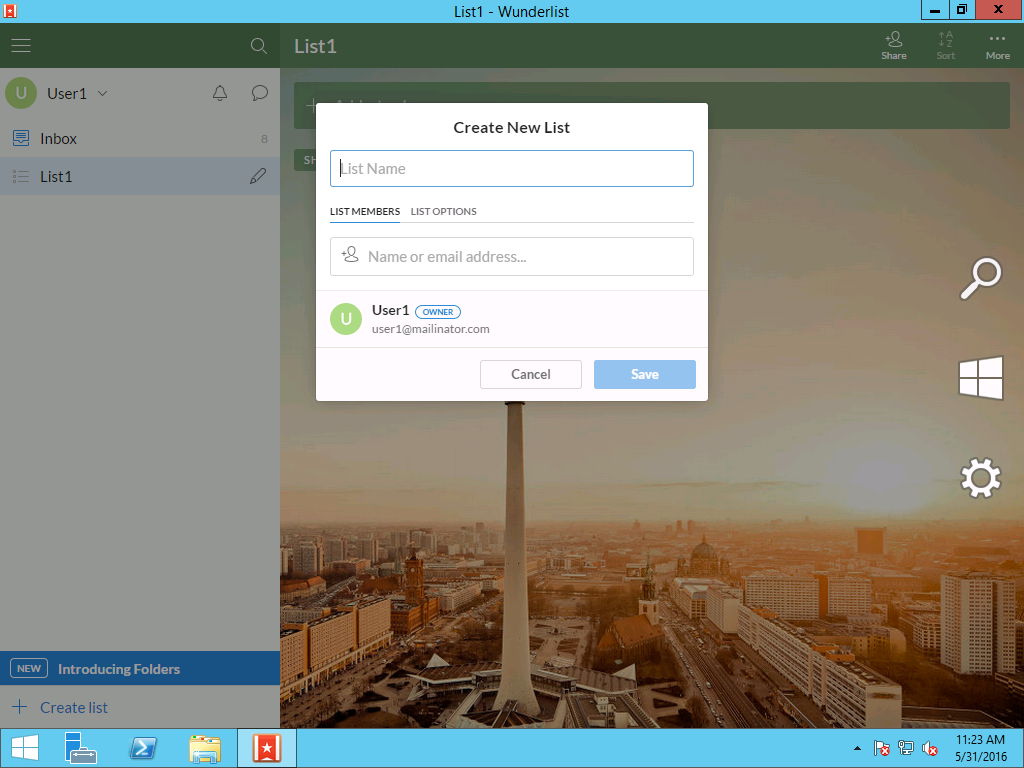 List1 - Wunderlist
List1
Share
Sort
More
User1
Inbox 8
List1
Create New List
List Name
LIST MEMBERS LIST OPTIONS
Name or email address...
U User1 OWNER
user1@mailinator.com
Cancel Save
NEW Introducing Folders
Create list
11:23 AM
5/31/2016